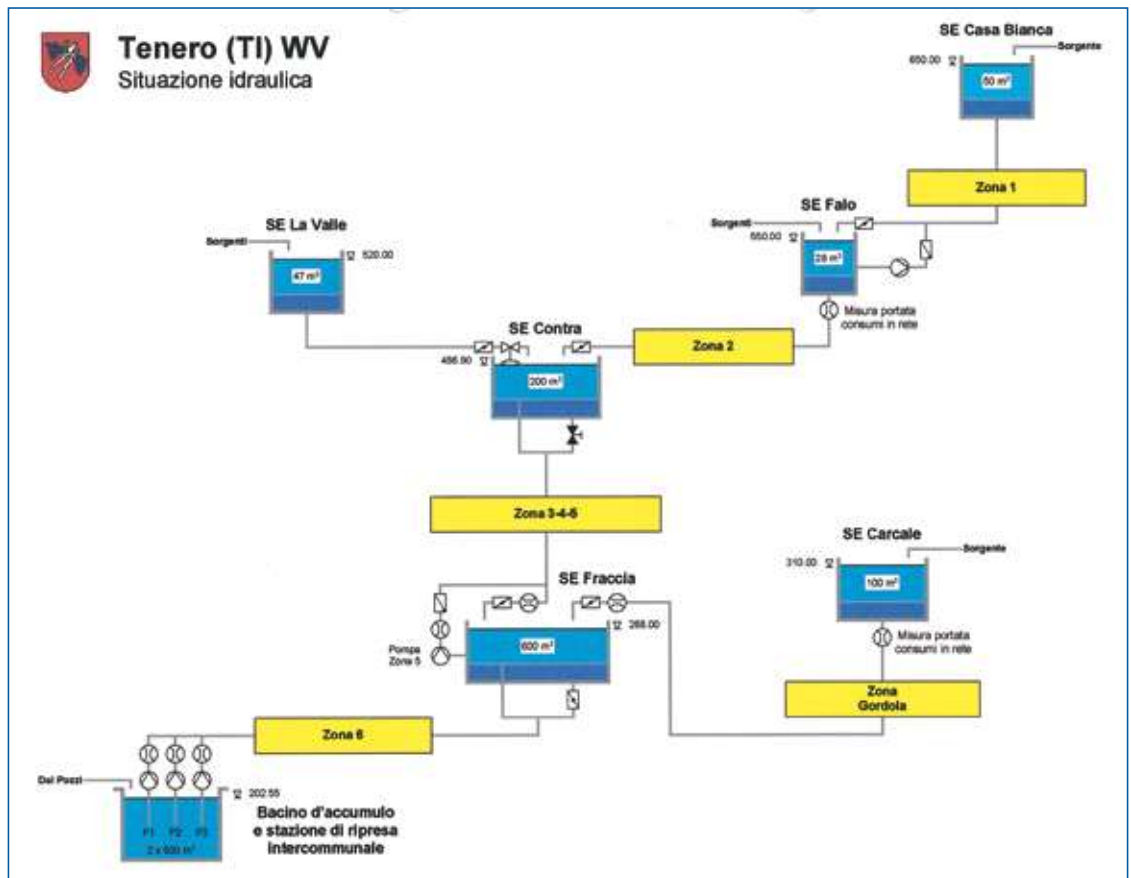 Tenero (TI) WV
Situazione idraulica
SE Casa Bianca
Sorgente
650.00
50 m³
Zona 1
SE Falo
Sorgenti
550.00
28 m³
Misura portata
consumi in rete
SE La Valle
Sorgenti
520.00
47 m³
SE Contra
486.90
200 m³
Zona 2
Zona 3-4-5
SE Carcale
Sorgente
310.00
100 m³
Misura portata
consumi in rete
SE Fraccia
268.00
600 m³
Pompa
Zona 5
Zona
Gordola
Zona 6
Dai Pozzi
202.55
P1 P2 P3
2 x 600 m³
Bacino d'accumulo
e stazione di ripresa
intercommunale